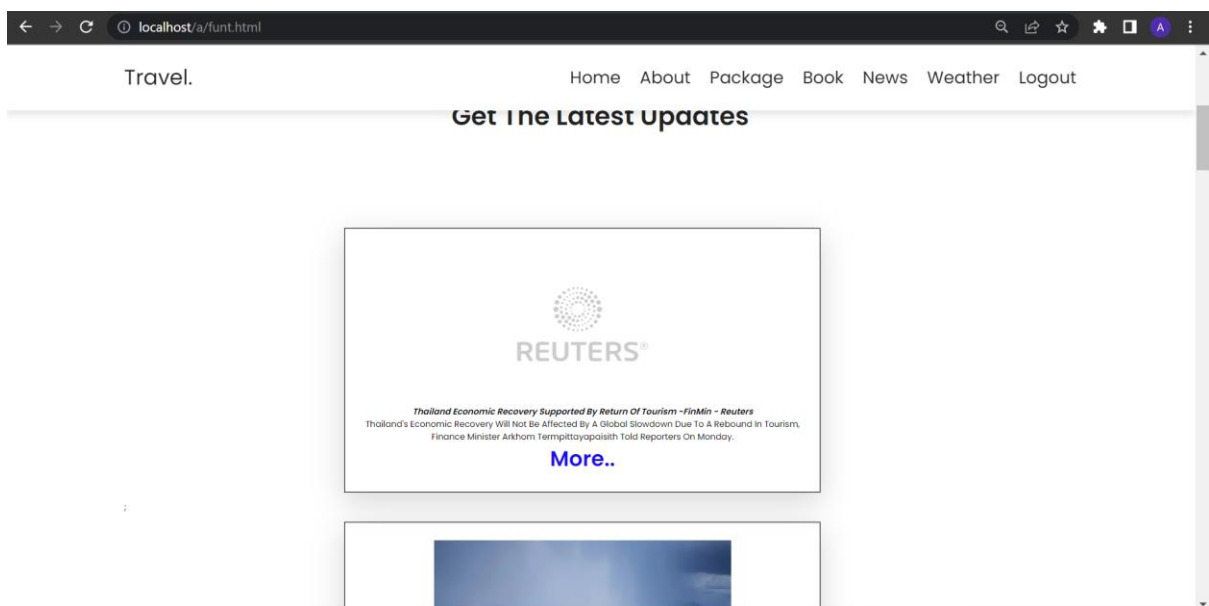 localhost/a/funt.html
A
Travel.
Home About Package Book News Weather Logout
Get The Latest Updates
REUTERS®
Thailand Economic Recovery Supported By Return Of Tourism -FinMin - Reuters
Thailand's Economic Recovery Will Not Be Affected By A Global Slowdown Due To A Rebound In Tourism,
Finance Minister Arkhom Termpittayapaisith Told Reporters On Monday.
More..
;